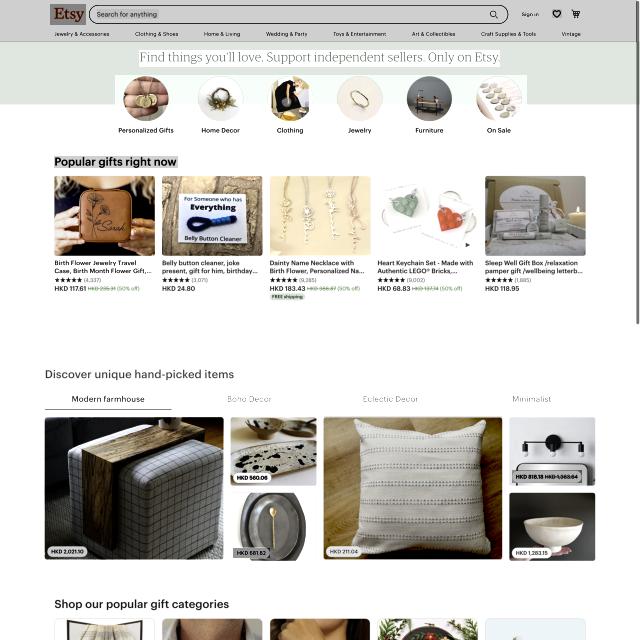 Etsy
Search for anything
Sign in
Jewelry & Accessories
Clothing & Shoes
Home & Living
Wedding & Party
Toys & Entertainment
Art & Collectibles
Craft Supplies & Tools
Vintage
Find things you'll love. Support independent sellers. Only on Etsy.
Personalized Gifts
Home Decor
Clothing
Jewelry
Furniture
On Sale
Popular gifts right now
Sarah
For Someone who has
Everything
Belly Button Cleaner
Birth Flower Jewelry Travel
Case, Birth Month Flower Gift,...
(4,337)
HKD 117.61 HKD 235.31 (50% off)
Belly button cleaner, joke
present, gift for him, birthday...
(3,071)
HKD 24.80
Dainty Name Necklace with
Birth Flower, Personalized Na...
(9,285)
HKD 183.43 HKD 366.87 (50% off)
FREE shipping
Heart Keychain Set - Made with
Authentic LEGO® Bricks,...
(9,002)
HKD 68.83 HKD 137.74 (50% off)
Sleep Well Gift Box /relaxation
pamper gift /wellbeing letterb...
(1,885)
HKD 118.95
Discover unique hand-picked items
Modern farmhouse
Boho Decor
Eclectic Decor
Minimalist
HKD 2,021.10
HKD 560.06
HKD 681.62
HKD 211.04
HKD 818.18 HKD 1,363.64
HKD 1,283.15
Shop our popular gift categories